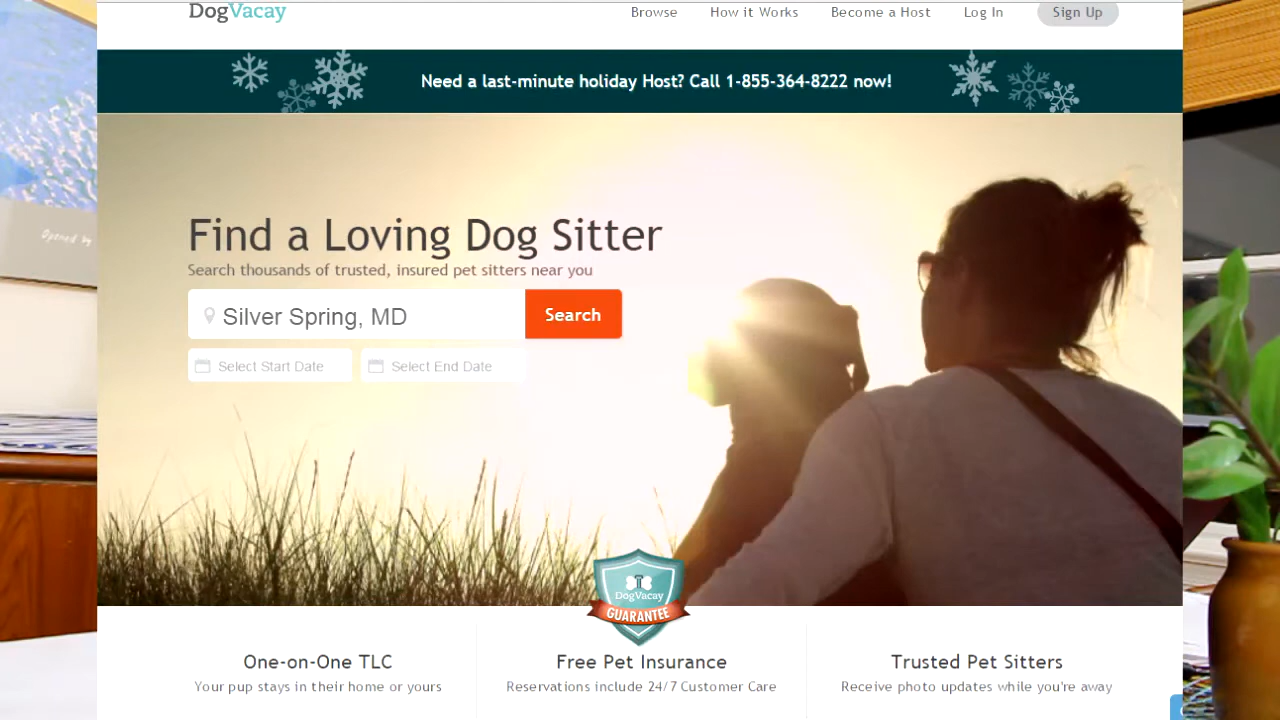 DogVacay
Browse How it Works Become a Host Log In Sign Up
Need a last-minute holiday Host? Call 1-855-364-8222 now!
Opened by
Find a Loving Dog Sitter
Search thousands of trusted, insured pet sitters near you
Silver Spring, MD Search
Select Start Date Select End Date
DogVacay
GUARANTEE
One-on-One TLC
Your pup stays in their home or yours
Free Pet Insurance
Reservations include 24/7 Customer Care
Trusted Pet Sitters
Receive photo updates while you're away